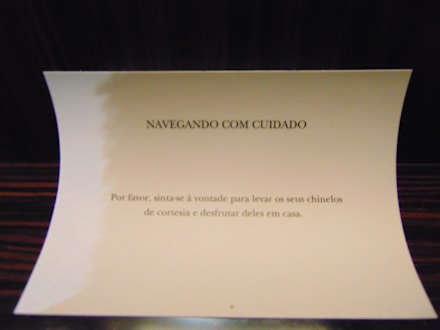 NAVEGANDO COM CUIDADO
Por favor, sinta-se à vontade para levar os seus chinelos
de cortesia e desfrutar deles em casa.